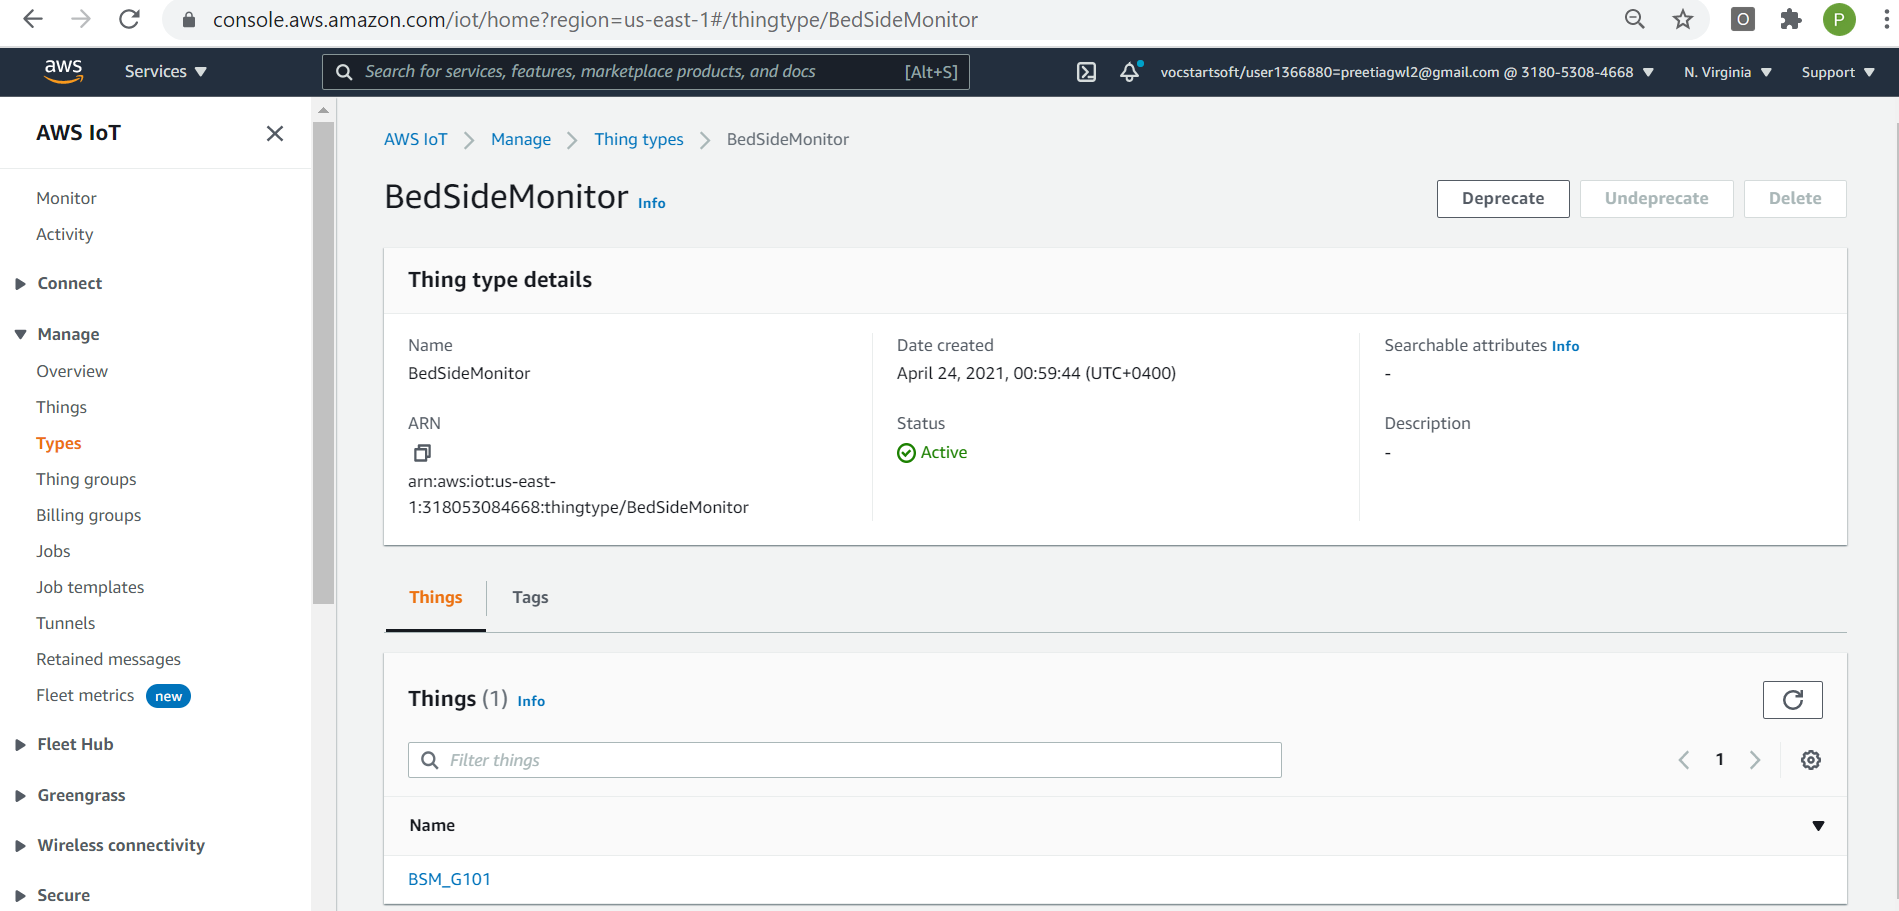 console.aws.amazon.com/iot/home?region=us-east-1#/thingtype/BedSideMonitor
O
P
aws
Services
Search for services, features, marketplace products, and docs
[Alt+S]
vocstartsoft/user1366880=preetiagwl2@gmail.com @ 3180-5308-4668
N. Virginia
Support
AWS IoT
Monitor
Activity
Connect
Manage
Overview
Things
Types
Thing groups
Billing groups
Jobs
Job templates
Tunnels
Retained messages
Fleet metrics new
Fleet Hub
Greengrass
Wireless connectivity
Secure
AWS IoT
Manage
Thing types
BedSideMonitor
BedSideMonitor Info
Deprecate
Undeprecate
Delete
Thing type details
Name
BedSideMonitor
ARN
arn:aws:iot:us-east-
1:318053084668:thingtype/BedSideMonitor
Date created
April 24, 2021, 00:59:44 (UTC+0400)
Status
Active
Searchable attributes Info
-
Description
-
Things
Tags
Things (1) Info
Filter things
1
Name
BSM_G101